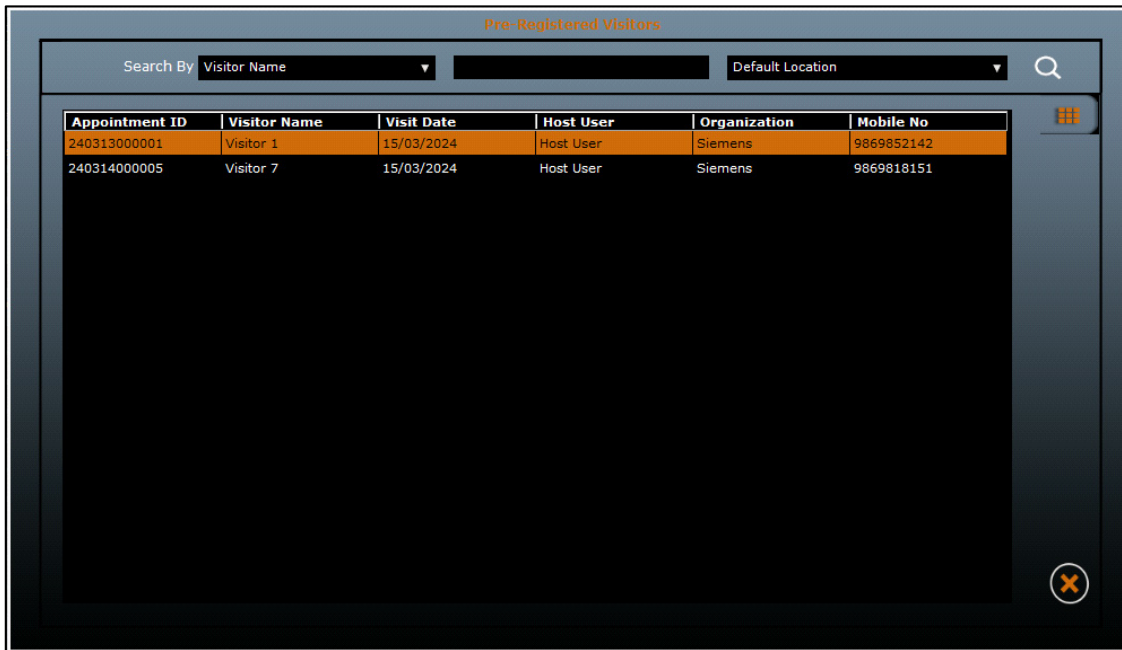 Pre-Registered Visitors
Search By Visitor Name Default Location
Appointment ID Visitor Name Visit Date Host User Organization Mobile No
240313000001 Visitor 1 15/03/2024 Host User Siemens 9869852142
240314000005 Visitor 7 15/03/2024 Host User Siemens 9869818151